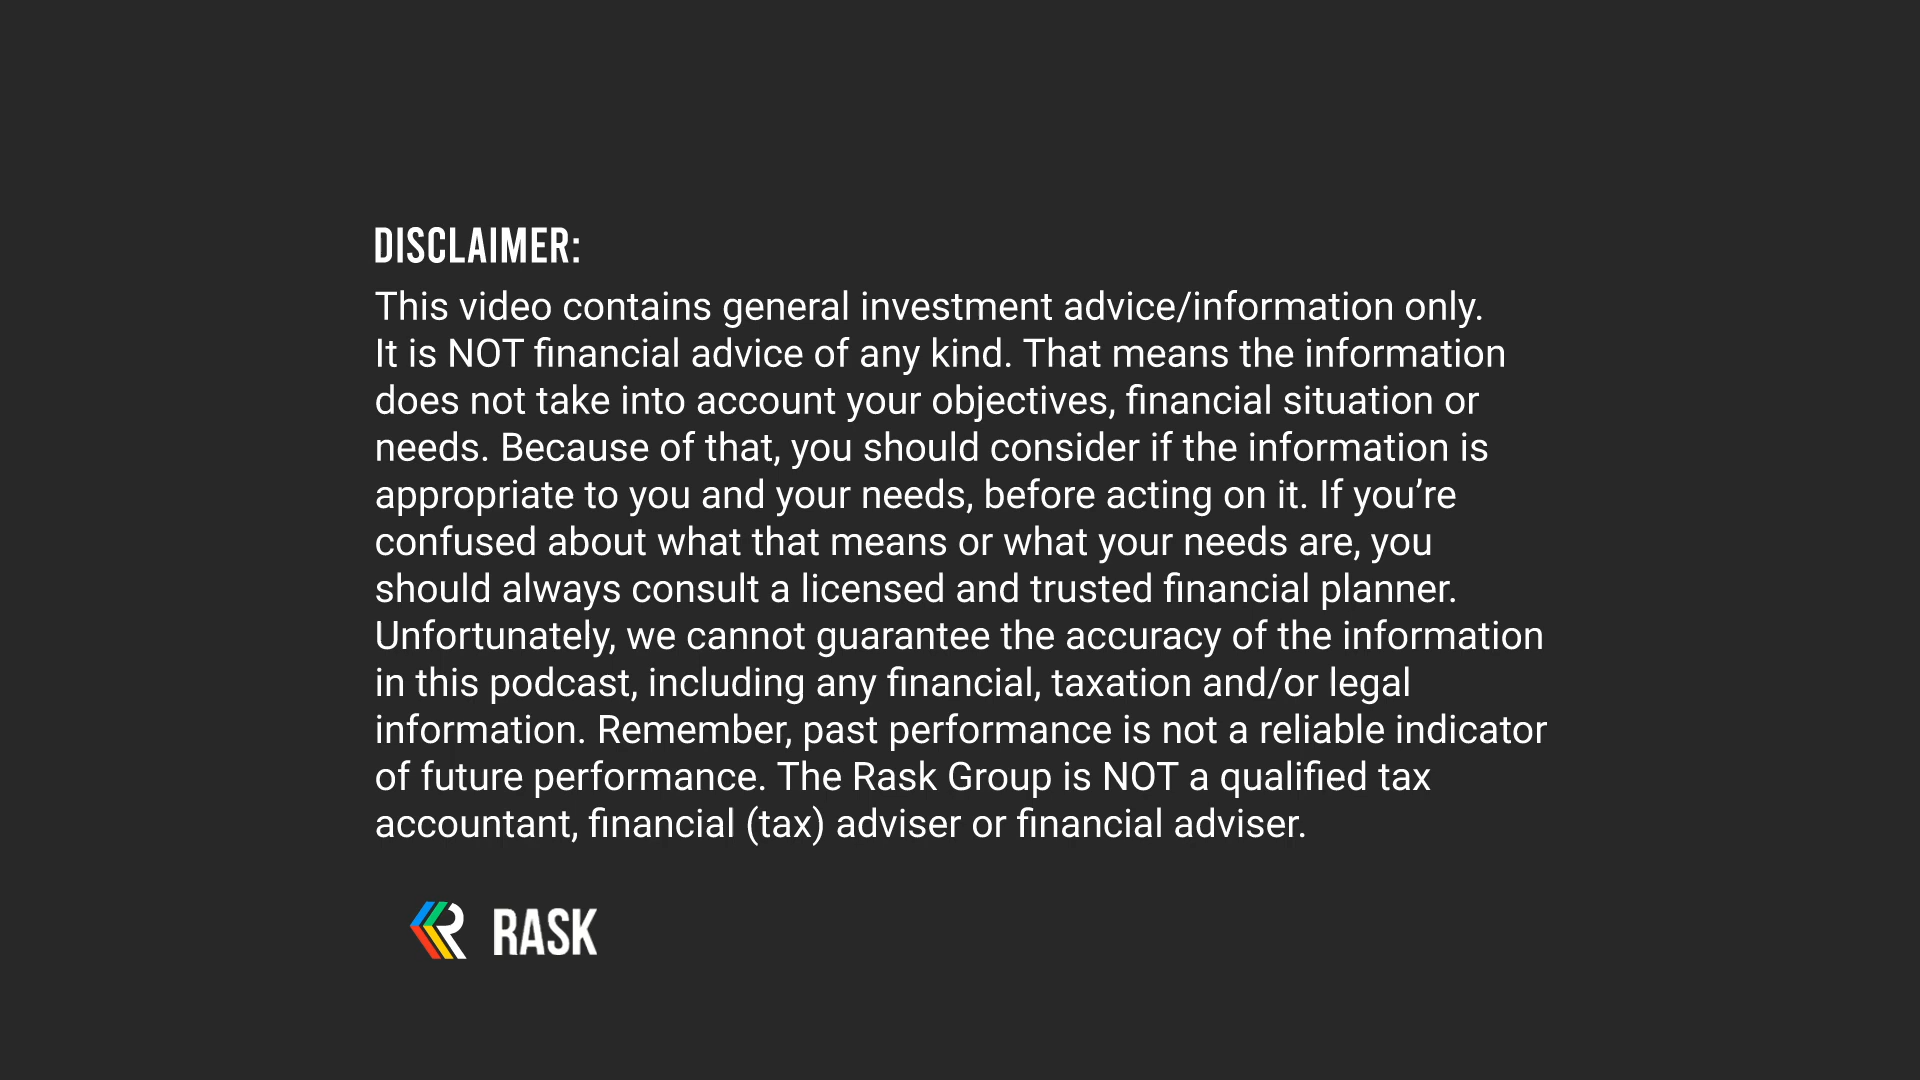 DISCLAIMER:
This video contains general investment advice/information only.
It is NOT financial advice of any kind. That means the information
does not take into account your objectives, financial situation or
needs. Because of that, you should consider if the information is
appropriate to you and your needs, before acting on it. If you’re
confused about what that means or what your needs are, you
should always consult a licensed and trusted financial planner.
Unfortunately, we cannot guarantee the accuracy of the information
in this podcast, including any financial, taxation and/or legal
information. Remember, past performance is not a reliable indicator
of future performance. The Rask Group is NOT a qualified tax
accountant, financial (tax) adviser or financial adviser.
RASK